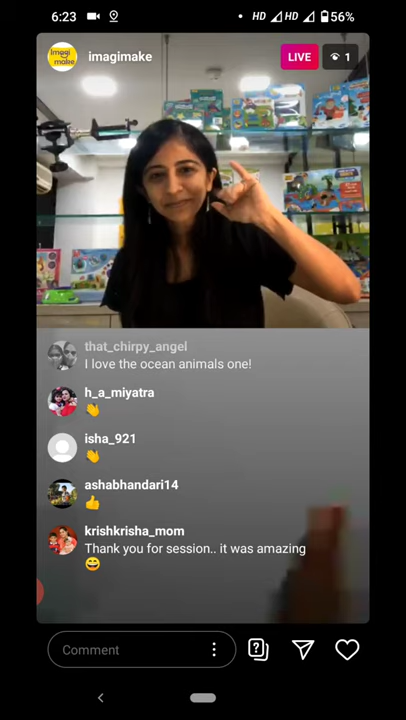 6:23
HD HD 56%
Imagi
make
imagimake
LIVE
1
that_chirpy_angel
I love the ocean animals one!
h_a_miyatra
isha_921
ashabhandari14
krishkrisha_mom
Thank you for session.. it was amazing
Comment